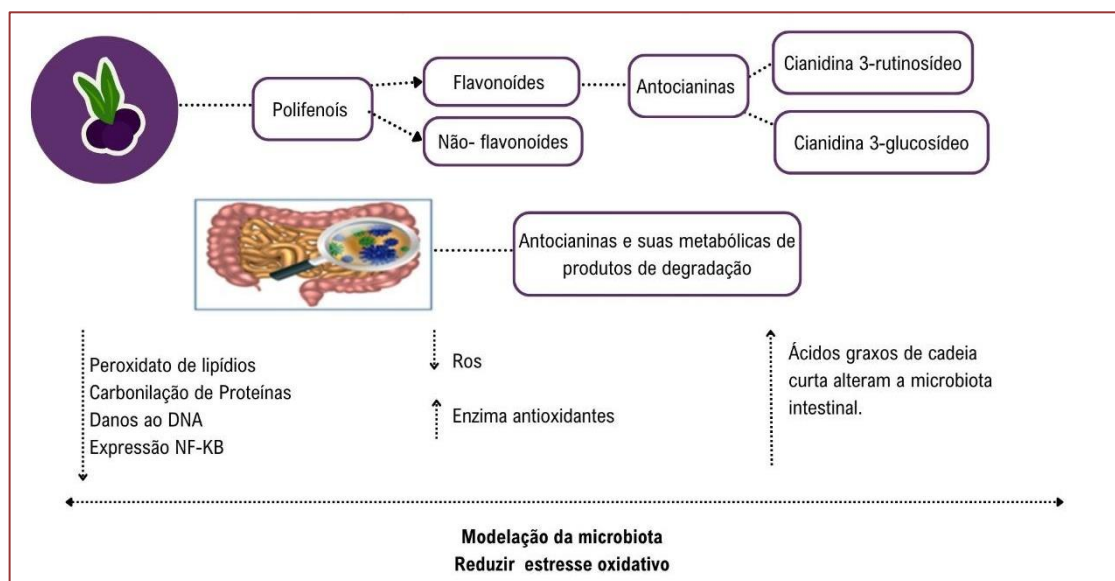 Polifenoís
Flavonoídes
Não- flavonoides
Antocianinas
Cianidina 3-rutinosídeo
Cianidina 3-glucosídeo
Antocianinas e suas metabólicas de
produtos de degradação
Peroxidato de lipídios
Carbonilação de Proteínas
Danos ao DNA
Expressão NF-KB
Ros
Enzima antioxidantes
Ácidos graxos de cadeia
curta alteram a microbiota
intestinal.
Modelação da microbiota
Reduzir estresse oxidativo